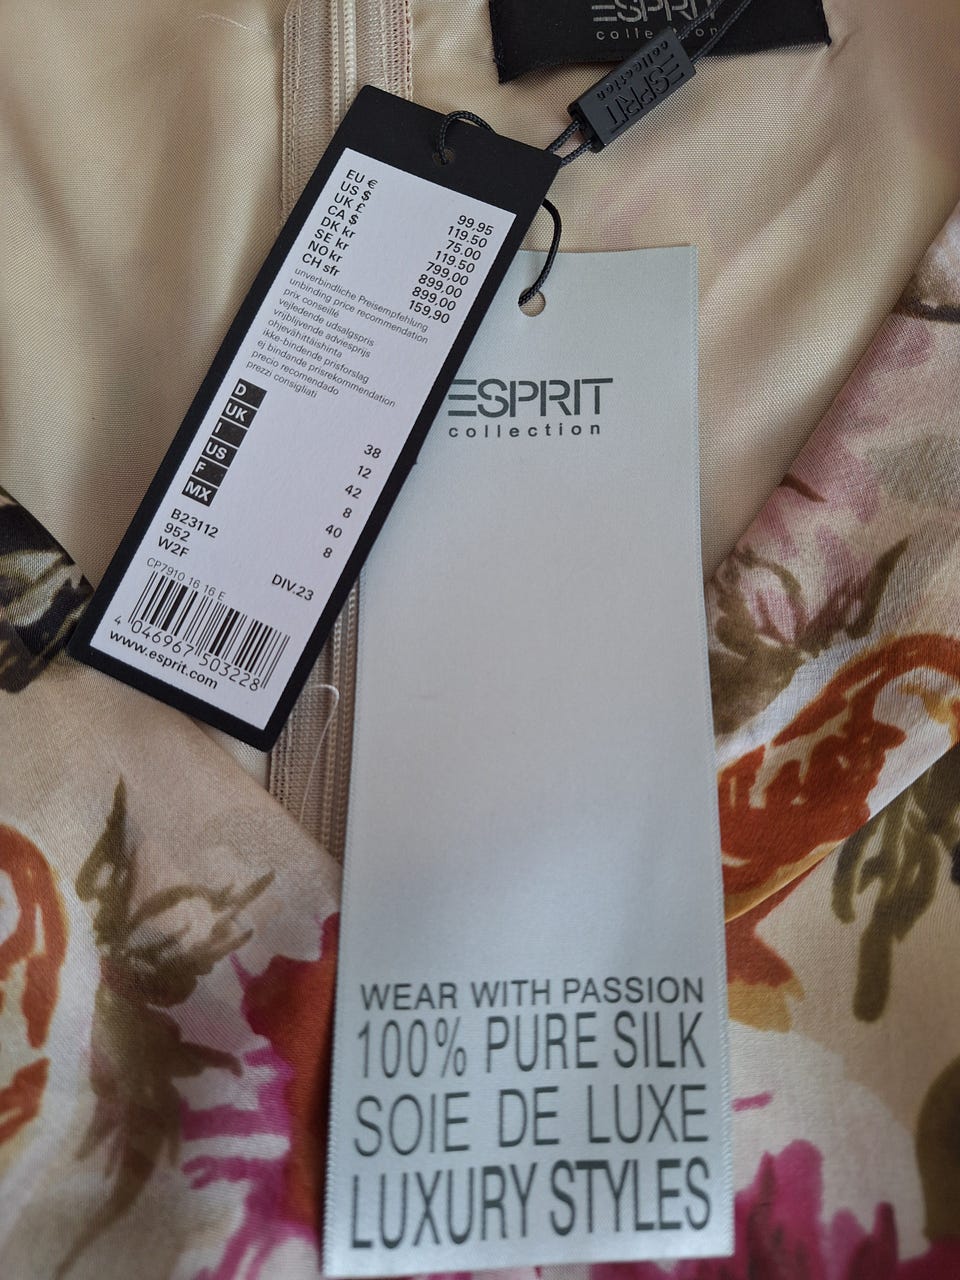 ESPRIT
collection
ESPRIT
collection
EU € 99,95
US $ 119.50
UK £ 75.00
CA $ 119.50
DK kr 799.00
SE kr 899.00
NO kr 899.00
CH sfr 159,90
unverbindliche Preisempfehlung
unbinding price recommendation
prix conseillé
vejledende udsalgspris
vrijblijvende adviesprijs
ohjevähittäishinta
ikke-bindende prisforslag
ej bindande prisrekommendation
precio recomendado
prezzi consigliati
D 38
UK 12
I 42
US 8
F 40
MX 8
B23112
952
W2F DIV.23
CP7910 16 16 E
4 046967 503228
www.esprit.com
ESPRIT
collection
WEAR WITH PASSION
100% PURE SILK
SOIE DE LUXE
LUXURY STYLES